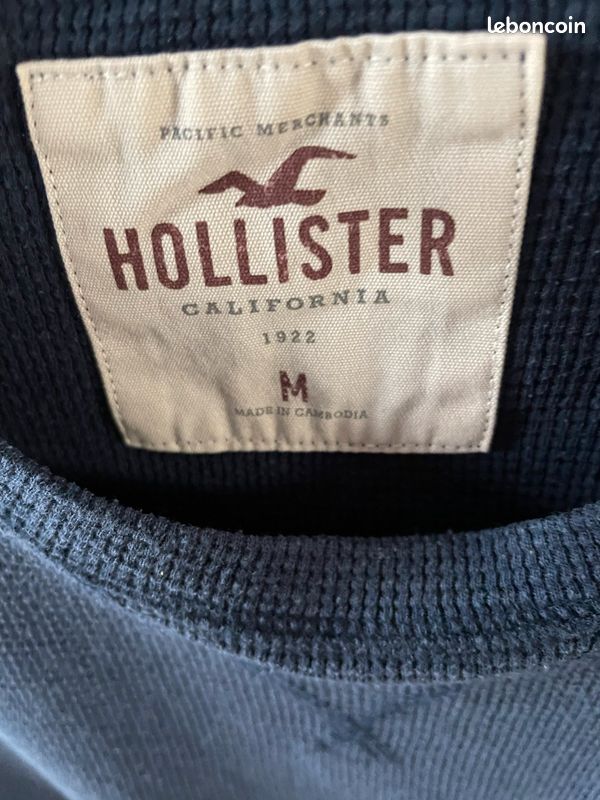 leboncoin
PACIFIC MERCHANTS
HOLLISTER
CALIFORNIA
1922
M
MADE IN CAMBODIA